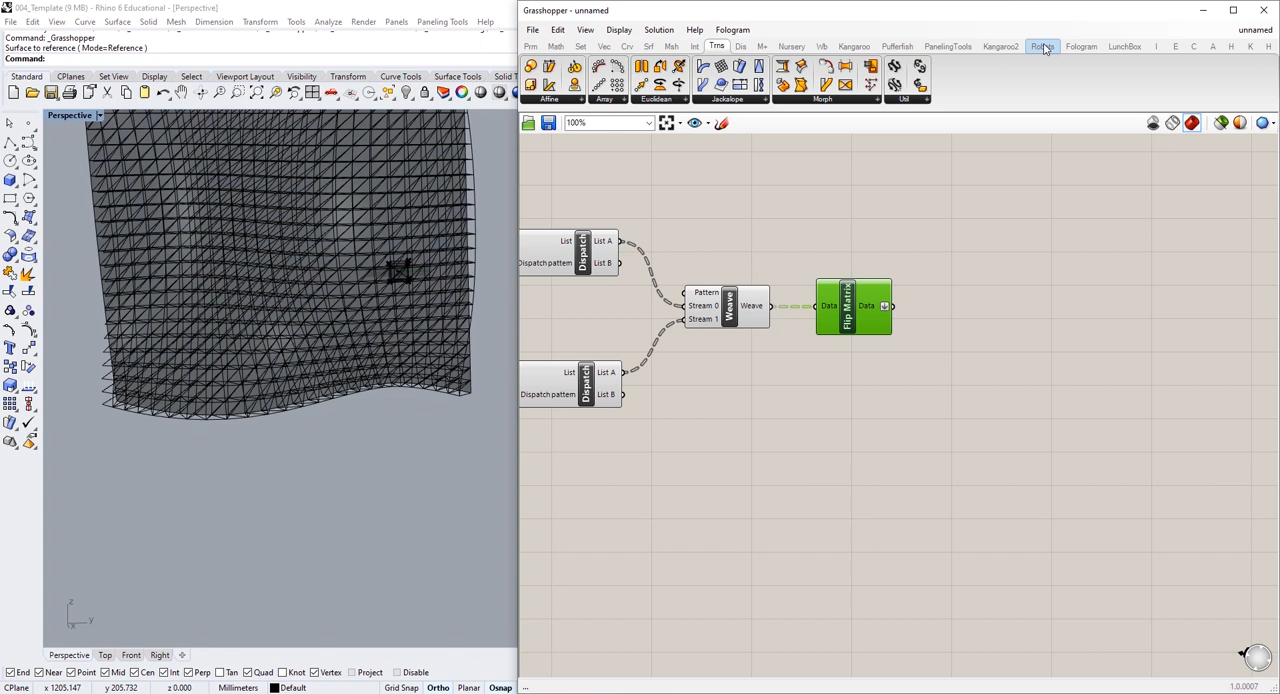 004_Template (9 MB) - Rhino 6 Educational - [Perspective]
File Edit View Curve Surface Solid Mesh Dimension Transform Tools Analyze Render Panels Paneling Tools Help
Command: _Grasshopper
Surface to reference ( Mode=Reference )
Command:
Standard CPlanes Set View Display Select Viewport Layout Visibility Transform Curve Tools Surface Tools Solid T
Perspective
z
y
x
Perspective Top Front Right
End Near Point Mid Cen Int Perp Tan Quad Knot Vertex Project Disable
CPlane x 1205.147 y 205.732 z 0.000 Millimeters Default Grid Snap Ortho Planar Osnap
Grasshopper - unnamed
File Edit View Display Solution Help Fologram unnamed
Prm Math Set Vec Crv Srf Msh Int Trns Dis M+ Nursery Wb Kangaroo Pufferfish PanelingTools Kangaroo2 Fologram LunchBox I E C A H K H
Affine Array Euclidean Jackalope Morph Util
100%
List Dispatch List A
Dispatch pattern List B
Pattern
Stream 0 Weave Weave
Stream 1
Data Flip Matrix Data
List Dispatch List A
Dispatch pattern List B
... 1.0.0007